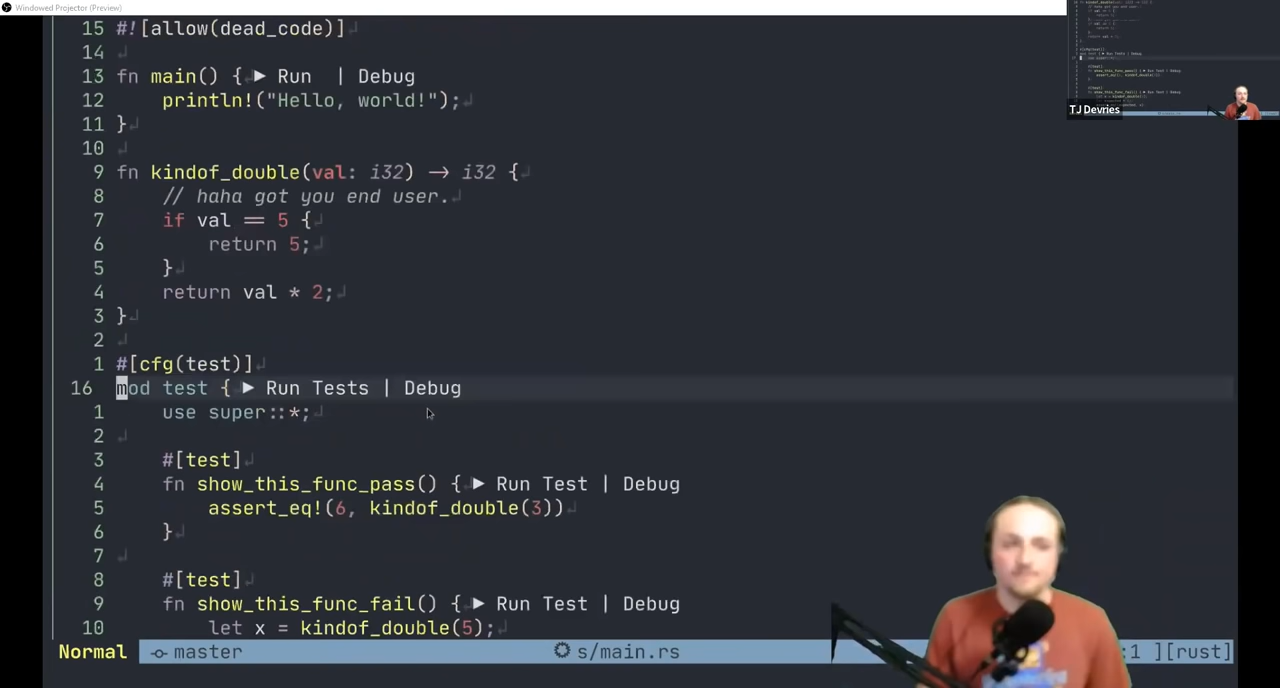 Windowed Projector (Preview)
15 #![allow(dead_code)]
14
13 fn main() { ▶ Run | Debug
12 println!("Hello, world!");
11 }
10
9 fn kindof_double(val: i32) → i32 {
8 // haha got you end user.
7 if val == 5 {
6 return 5;
5 }
4 return val * 2;
3 }
2
1 #[cfg(test)]
16 mod test { ▶ Run Tests | Debug
1 use super::*;
2
3 #[test]
4 fn show_this_func_pass() { ▶ Run Test | Debug
5 assert_eq!(6, kindof_double(3))
6 }
7
8 #[test]
9 fn show_this_func_fail() { ▶ Run Test | Debug
10 let x = kindof_double(5);
Normal master s/main.rs :1 ][rust]
TJ Devries